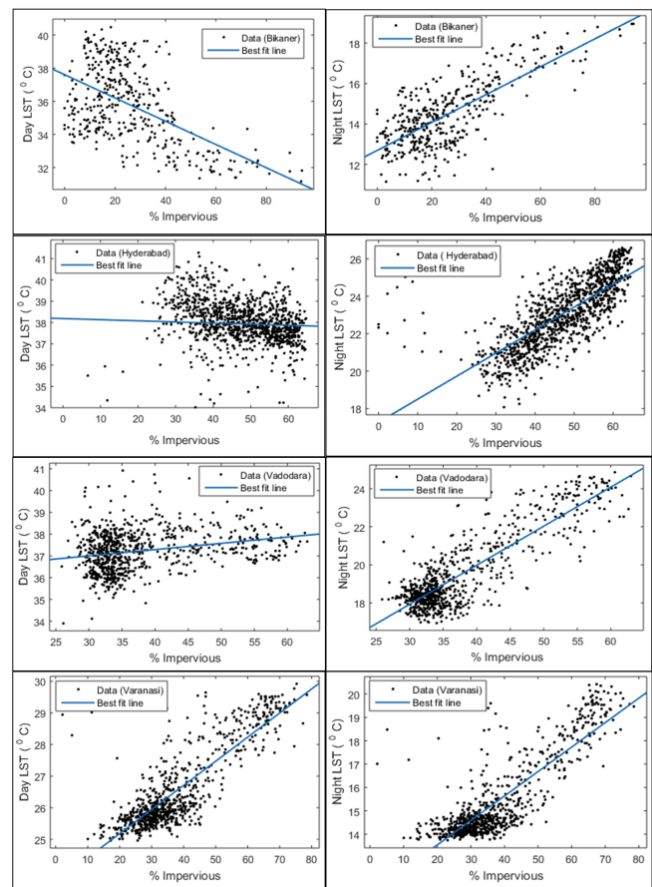 40
38
36
34
32
0 20 40 60 80
Day LST ( ⁰ C)
% Impervious
Data (Bikaner)
Best fit line
18
16
14
12
0 20 40 60 80
Night LST ( ⁰ C)
% Impervious
Data (Bikaner)
Best fit line
41
40
39
38
37
36
35
34
0 10 20 30 40 50 60
Day LST ( ⁰ C)
% Impervious
Data (Hyderabad)
Best fit line
26
24
22
20
18
0 10 20 30 40 50 60
Night LST ( ⁰ C)
% Impervious
Data ( Hyderabad)
Best fit line
41
40
39
38
37
36
35
34
25 30 35 40 45 50 55 60
Day LST ( ⁰ C)
% Impervious
Data (Vadodara)
Best fit line
24
22
20
18
25 30 35 40 45 50 55 60
Night LST ( ⁰ C)
% Impervious
Data (Vadodara)
Best fit line
30
29
28
27
26
25
0 10 20 30 40 50 60 70 80
Day LST ( ⁰ C)
% Impervious
Data (Varanasi)
Best fit line
20
19
18
17
16
15
14
0 10 20 30 40 50 60 70 80
Night LST ( ⁰ C)
% Impervious
Data (Varanasi)
Best fit line